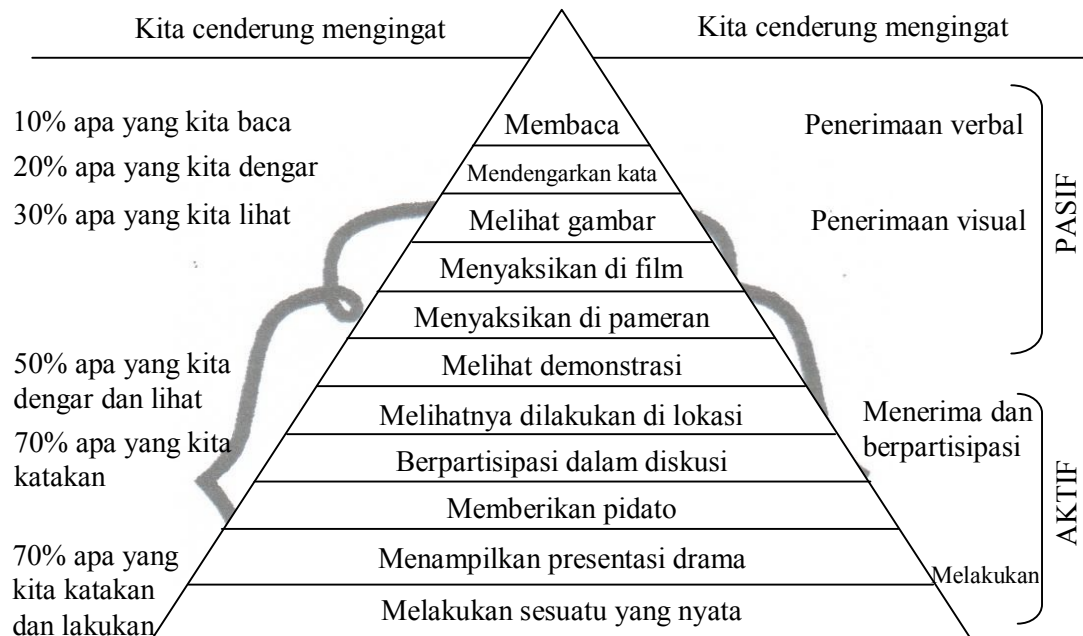 Kita cenderung mengingat
Kita cenderung mengingat
10% apa yang kita baca
Membaca
Penerimaan verbal
20% apa yang kita dengar
Mendengarkan kata
30% apa yang kita lihat
Melihat gambar
Penerimaan visual
PASIF
Menyaksikan di film
Menyaksikan di pameran
50% apa yang kita
dengar dan lihat
Melihat demonstrasi
Melihatnya dilakukan di lokasi
Menerima dan
berpartisipasi
70% apa yang kita
katakan
Berpartisipasi dalam diskusi
AKTIF
Memberikan pidato
70% apa yang
kita katakan
dan lakukan
Menampilkan presentasi drama
Melakukan
Melakukan sesuatu yang nyata